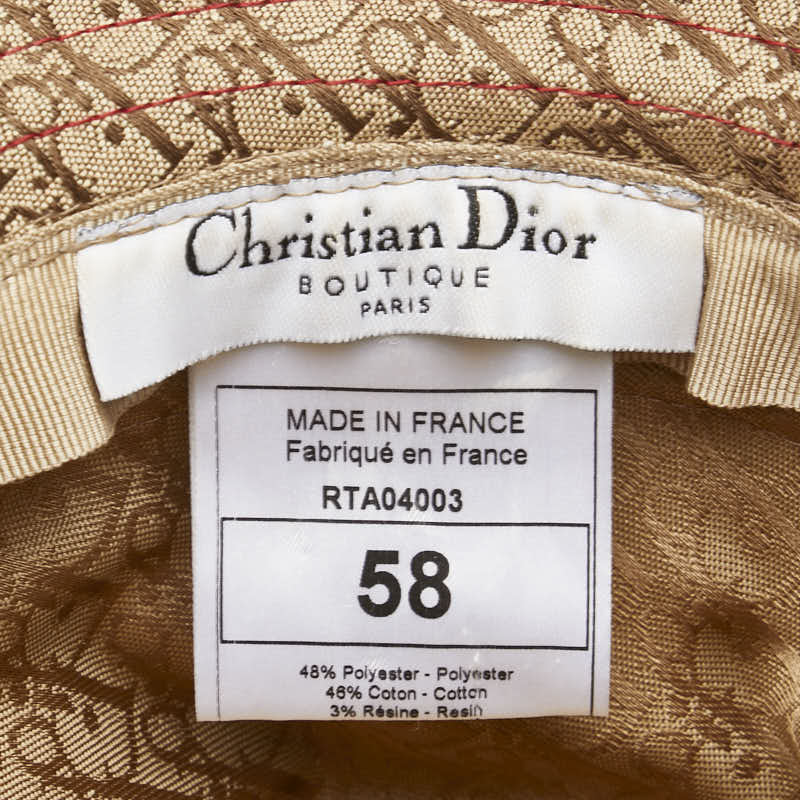 Christian Dior
BOUTIQUE
PARIS
MADE IN FRANCE
Fabriqué en France
RTA04003
58
48% Polyester - Polyester
46% Coton - Cotton
3% Résine - Resin